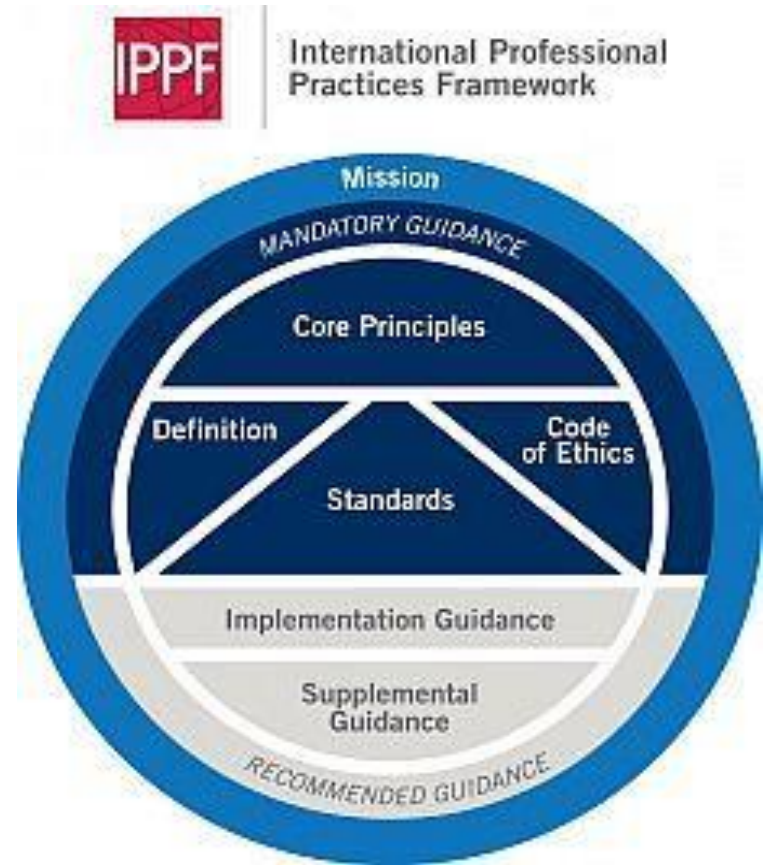 IPPF
International Professional
Practices Framework
Mission
MANDATORY GUIDANCE
Core Principles
Definition
Code
of Ethics
Standards
Implementation Guidance
Supplemental
Guidance
RECOMMENDED GUIDANCE